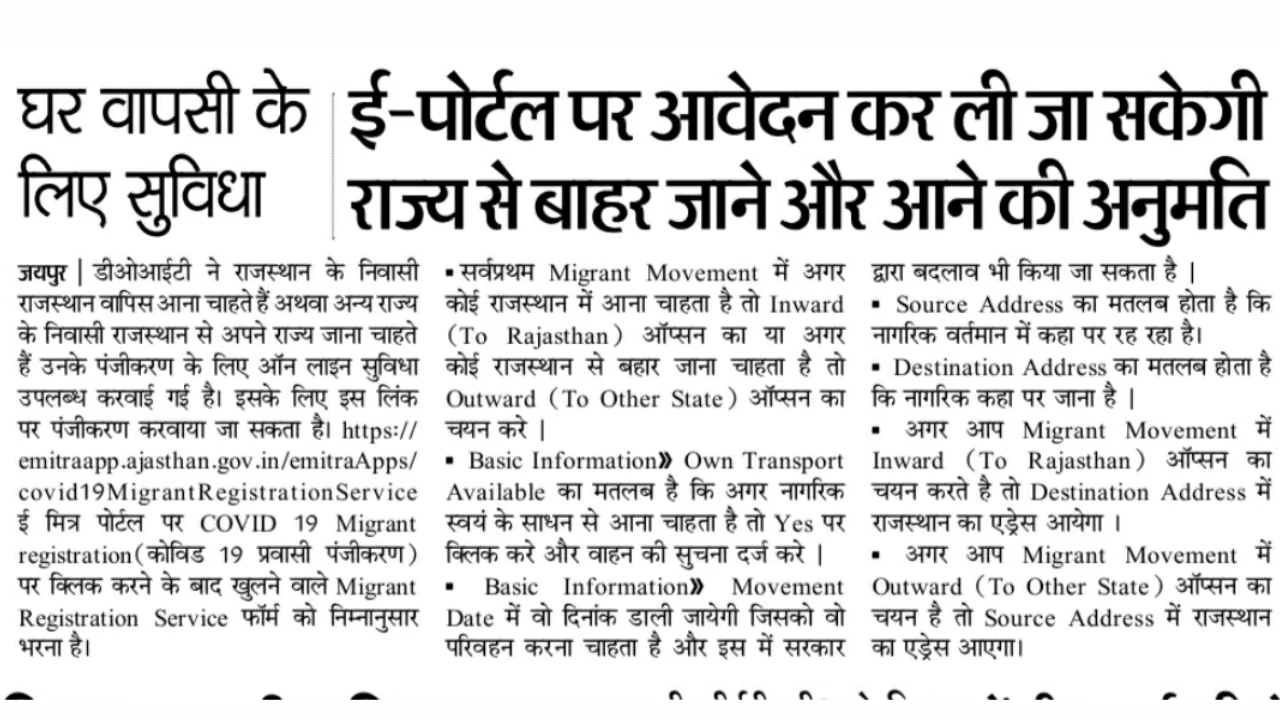 घर वापसी के
लिए सुविधा
ई-पोर्टल पर आवेदन कर ली जा सकेगी
राज्य से बाहर जाने और आने की अनुमति
जयपुर | डीओआईटी ने राजस्थान के निवासी
राजस्थान वापिस आना चाहते हैं अथवा अन्य राज्य
के निवासी राजस्थान से अपने राज्य जाना चाहते
हैं उनके पंजीकरण के लिए ऑन लाइन सुविधा
उपलब्ध करवाई गई है। इसके लिए इस लिंक
पर पंजीकरण करवाया जा सकता है। https://
emitraapp.ajasthan.gov.in/emitraApps/
covid19MigrantRegistrationService
ई मित्र पोर्टल पर COVID 19 Migrant
registration(कोविड 19 प्रवासी पंजीकरण)
पर क्लिक करने के बाद खुलने वाले Migrant
Registration Service फॉर्म को निम्नानुसार
भरना है।
▪ सर्वप्रथम Migrant Movement में अगर
कोई राजस्थान में आना चाहता है तो Inward
(To Rajasthan) ऑप्सन का या अगर
कोई राजस्थान से बहार जाना चाहता है तो
Outward (To Other State) ऑप्सन का
चयन करे |
▪ Basic Information》 Own Transport
Available का मतलब है कि अगर नागरिक
स्वयं के साधन से आना चाहता है तो Yes पर
क्लिक करे और वाहन की सुचना दर्ज करे |
▪ Basic Information》 Movement
Date में वो दिनांक डाली जायेगी जिसको वो
परिवहन करना चाहता है और इस में सरकार
द्वारा बदलाव भी किया जा सकता है |
▪ Source Address का मतलब होता है कि
नागरिक वर्तमान में कहा पर रह रहा है।
▪ Destination Address का मतलब होता है
कि नागरिक कहा पर जाना है |
▪ अगर आप Migrant Movement में
Inward (To Rajasthan) ऑप्सन का
चयन करते है तो Destination Address में
राजस्थान का एड्रेस आयेगा ।
▪ अगर आप Migrant Movement में
Outward (To Other State) ऑप्सन का
चयन है तो Source Address में राजस्थान
का एड्रेस आएगा।